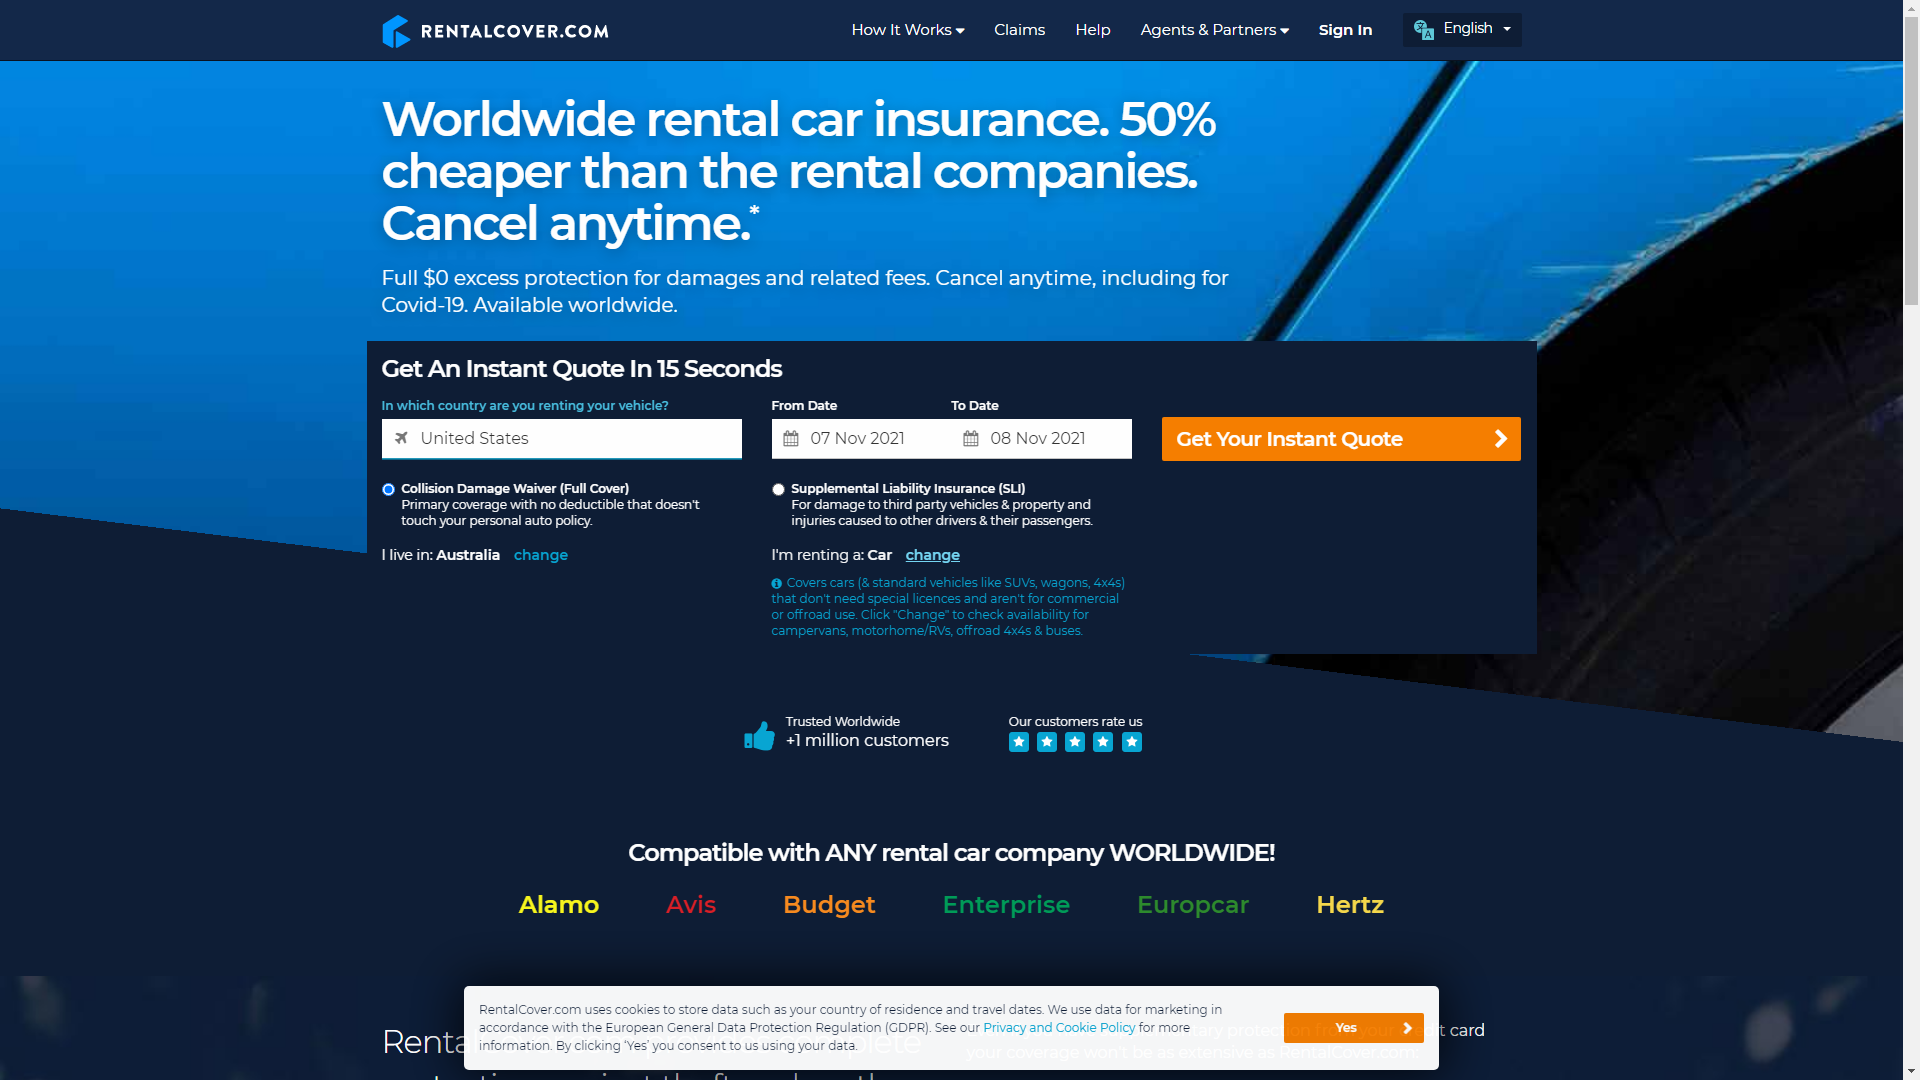 RENTALCOVER.COM
How It Works
Claims
Help
Agents & Partners
Sign In
English
Worldwide rental car insurance. 50%
cheaper than the rental companies.
Cancel anytime.*
Full $0 excess protection for damages and related fees. Cancel anytime, including for
Covid-19. Available worldwide.
Get An Instant Quote In 15 Seconds
In which country are you renting your vehicle?
From Date
To Date
United States
07 Nov 2021
08 Nov 2021
Get Your Instant Quote
Collision Damage Waiver (Full Cover)
Primary coverage with no deductible that doesn't
touch your personal auto policy.
Supplemental Liability Insurance (SLI)
For damage to third party vehicles & property and
injuries caused to other drivers & their passengers.
I live in: Australia change
I'm renting a: Car change
Covers cars (& standard vehicles like SUVs, wagons, 4x4s)
that don't need special licences and aren't for commercial
or offroad use. Click "Change" to check availability for
campervans, motorhome/RVs, offroad 4x4s & buses.
Trusted Worldwide
+1 million customers
Our customers rate us
Compatible with ANY rental car company WORLDWIDE!
Alamo
Avis
Budget
Enterprise
Europcar
Hertz
RentalCover.com uses cookies to store data such as your country of residence and travel dates. We use data for marketing in
accordance with the European General Data Protection Regulation (GDPR). See our Privacy and Cookie Policy for more
information. By clicking 'Yes' you consent to us using your data.
Yes
card
your coverage won't be as extensive as RentalCover.com.